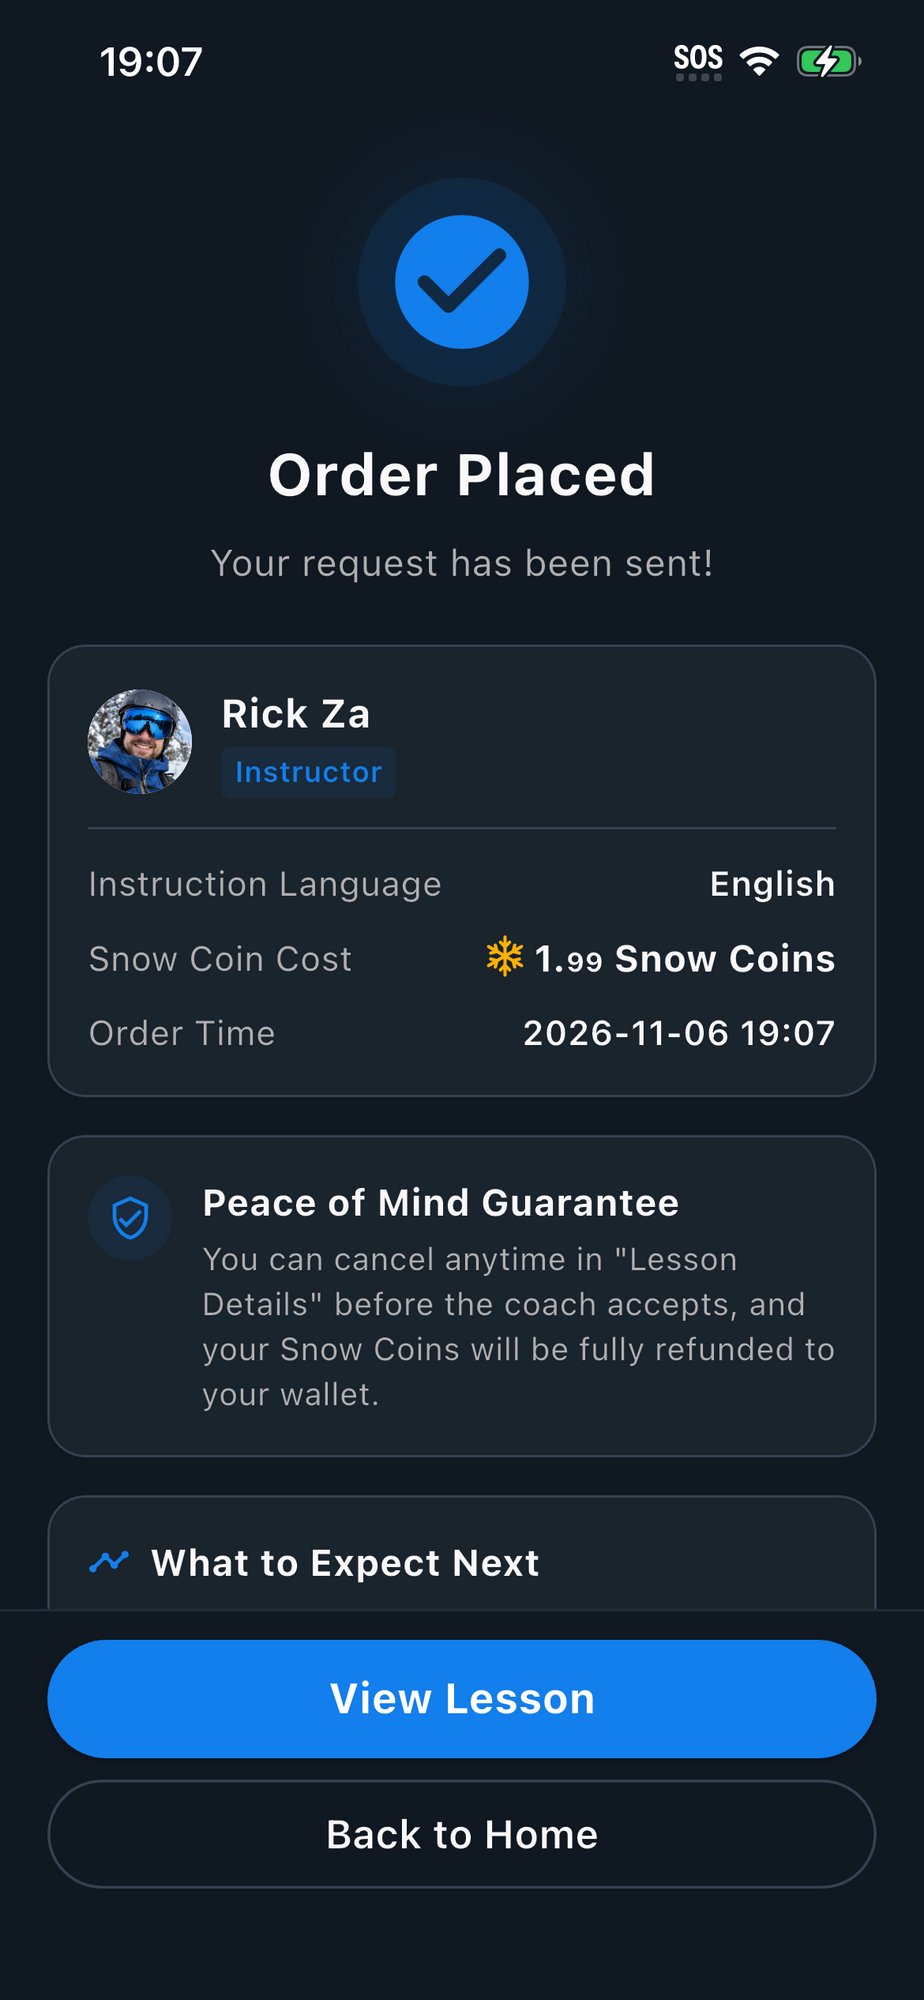 19:07
SOS
Order Placed
Your request has been sent!
Rick Za
Instructor
Instruction Language
English
Snow Coin Cost
1.99 Snow Coins
Order Time
2026-11-06 19:07
Peace of Mind Guarantee
You can cancel anytime in "Lesson
Details" before the coach accepts, and
your Snow Coins will be fully refunded to
your wallet.
What to Expect Next
View Lesson
Back to Home